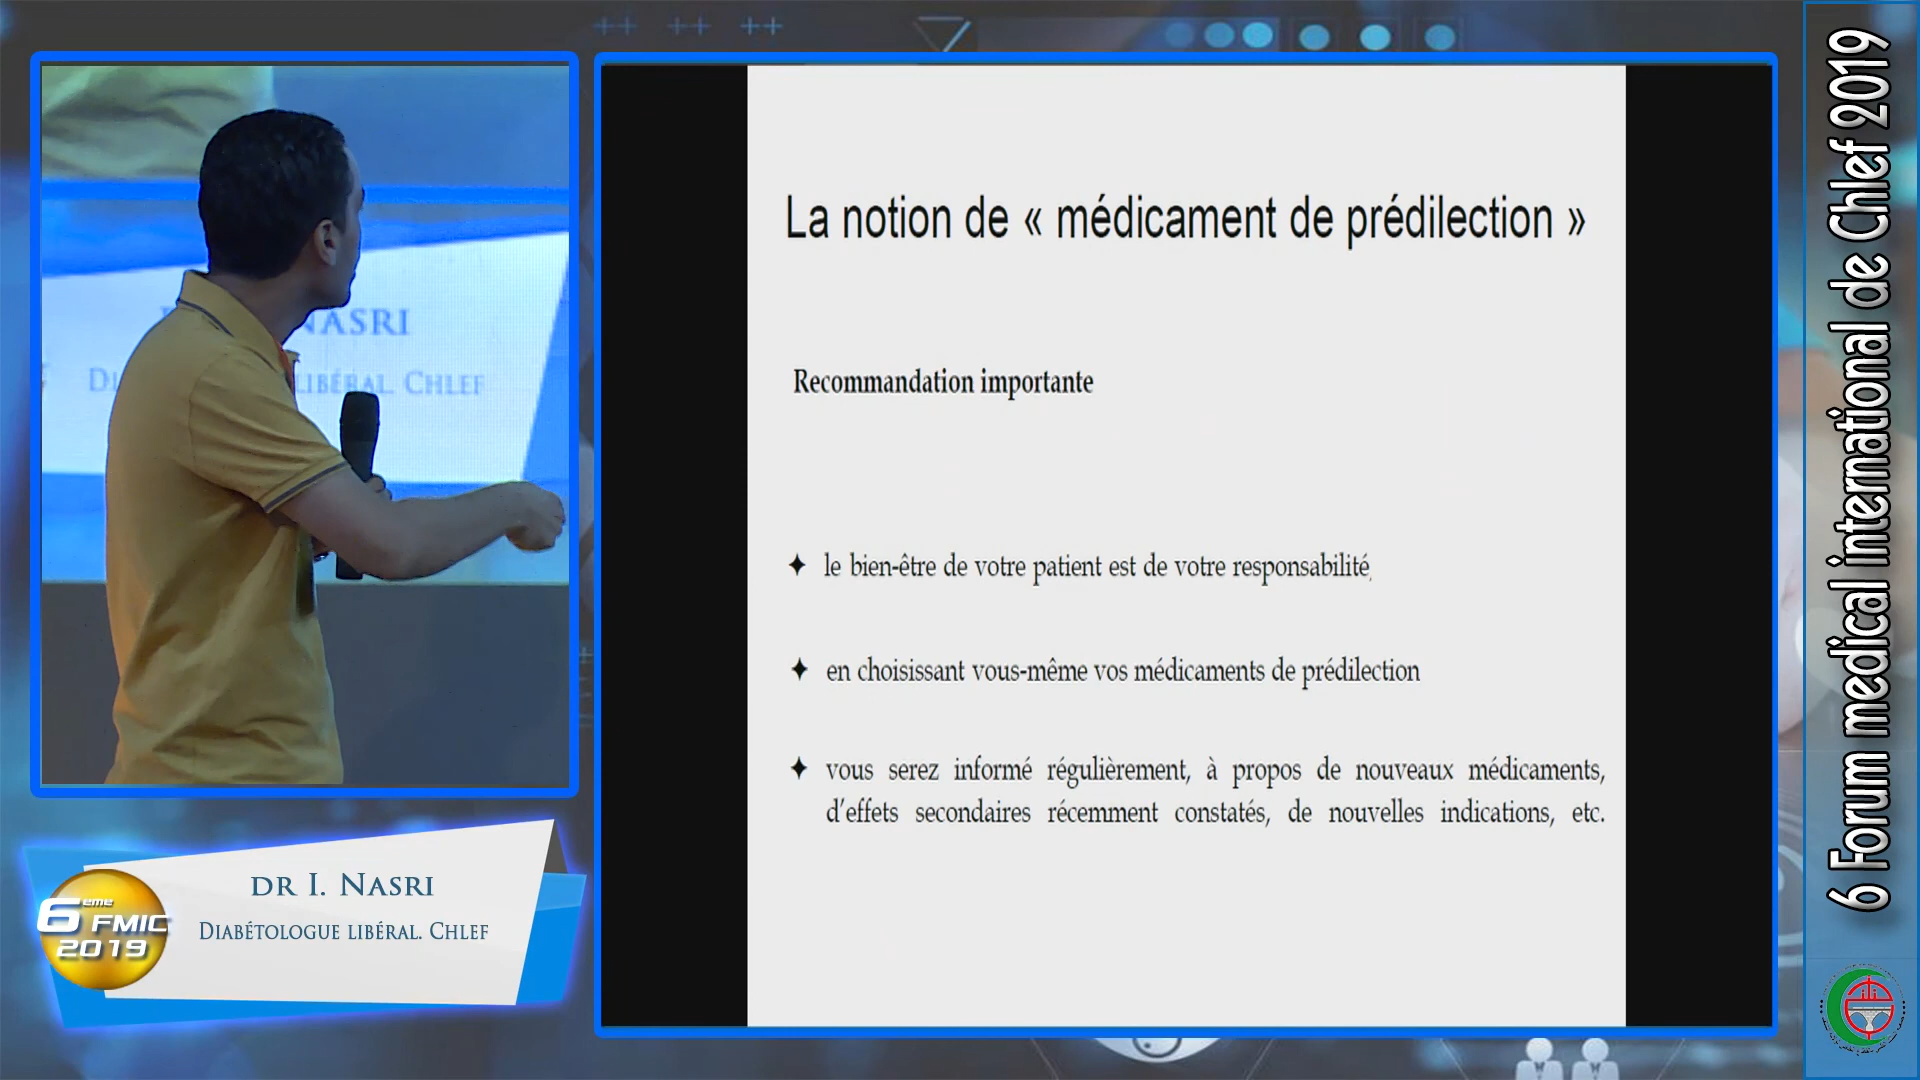 La notion de « médicament de prédilection »
Recommandation importante
✦ le bien-être de votre patient est de votre responsabilité,
✦ en choisissant vous-même vos médicaments de prédilection
✦ vous serez informé régulièrement, à propos de nouveaux médicaments,
d’effets secondaires récemment constatés, de nouvelles indications, etc.
NASRI
LIBÉRAL. CHLEF
DR I. NASRI
DIABÉTOLOGUE LIBÉRAL. CHLEF
6eme FMIC
2019
6 Forum medical international de Chlef 2019